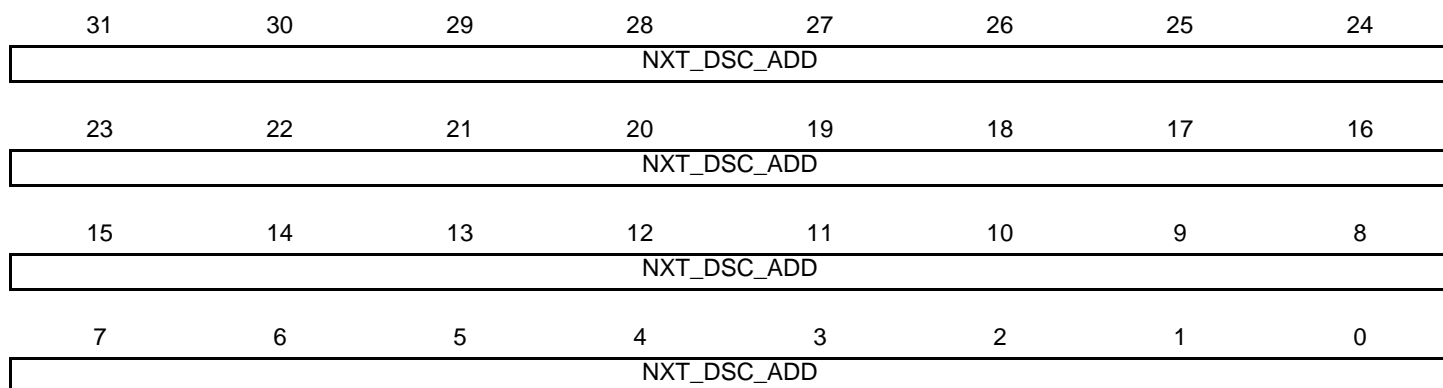 31 30 29 28 27 26 25 24
NXT_DSC_ADD
23 22 21 20 19 18 17 16
NXT_DSC_ADD
15 14 13 12 11 10 9 8
NXT_DSC_ADD
7 6 5 4 3 2 1 0
NXT_DSC_ADD